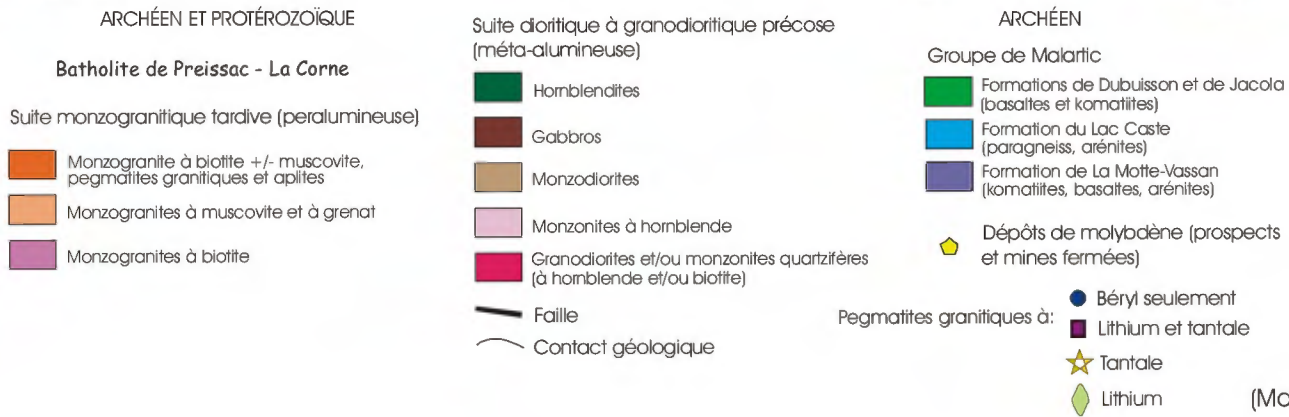 ARCHÉEN ET PROTÉROZOÏQUE
Batholite de Preissac - La Corne
Suite monzogranitique tardive (peralumineuse)
Monzogranite à biotite +/- muscovite,
pegmatites granitiques et aplites
Monzogranites à muscovite et à grenat
Monzogranites à biotite
Suite dioritique à granodioritique précose
(méta-alumineuse)
Hornblendites
Gabbros
Monzodiorites
Monzonites à hornblende
Granodiorites et/ou monzonites quartzifères
(à hornblende et/ou biotite)
Faille
Contact géologique
ARCHÉEN
Groupe de Malartic
Formations de Dubuisson et de Jacola
(basaltes et komatiites)
Formation du Lac Caste
(paragneiss, arénites)
Formation de La Motte-Vassan
(komatiites, basaltes, arénites)
Dépôts de molybdène (prospects
et mines fermées)
Pegmatites granitiques à:
Béryl seulement
Lithium et tantale
Tantale
Lithium